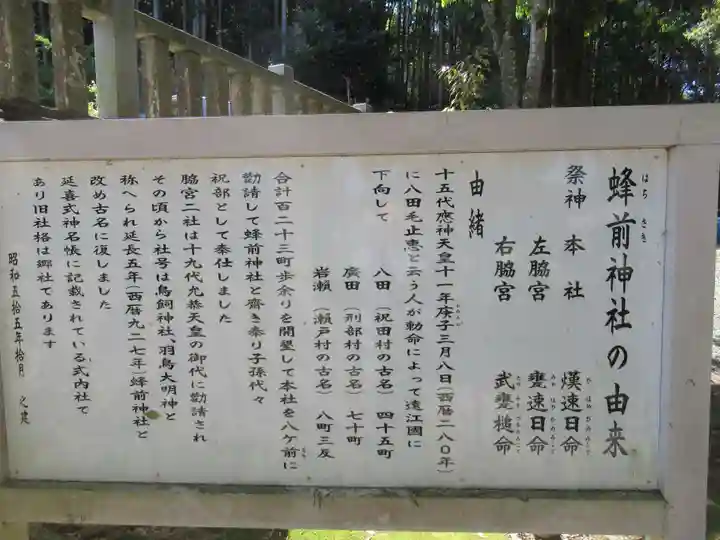 蜂前神社の由来
はちさき
祭神 本社 熯速日命
左脇宮 甕速日命
右脇宮 武甕槌命
由緒
十五代應神天皇十一年庚子三月八日(西暦二八〇年)
に八田毛止恵と云う人が勅命によって遠江國に
下向して 八田(祝田村の古名) 四十五町
廣田(刑部村の古名) 七十町
岩瀬(瀬戸村の古名) 八町三反
合計百二十三町歩余りを開墾して本社を八ケ前に
勸請して蜂前神社と齋き奉り子孫代々
祝部として奉仕しました
脇宮二社は十九代允恭天皇の御代に勸請され
その頃から社号は鳥飼神社、羽鳥大明神と
称へられ延長五年(西暦九二七年)蜂前神社と
改め古名に復しました
延喜式神名帳に記載されている式内社て
あり旧社格は郷社であります
昭和五拾五年拾月 之建